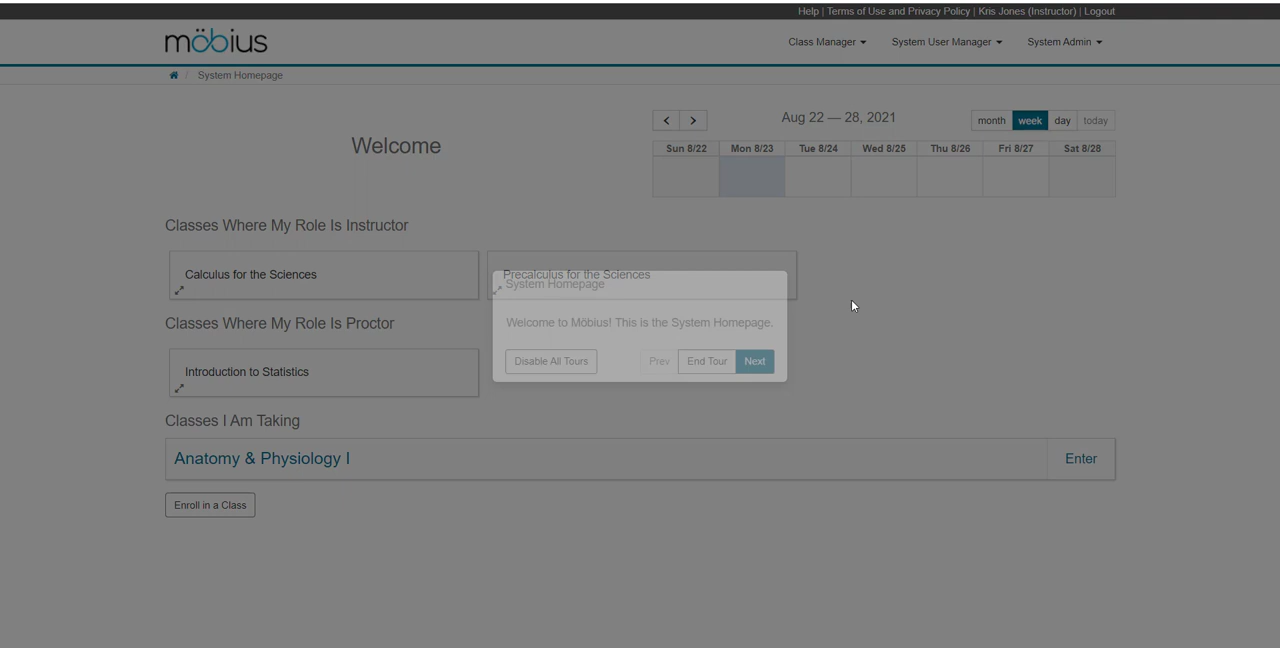 Help | Terms of Use and Privacy Policy | Kris Jones (Instructor) | Logout
möbius
Class Manager System User Manager System Admin
/ System Homepage
Welcome
< > Aug 22 — 28, 2021 month week day today
Sun 8/22 Mon 8/23 Tue 8/24 Wed 8/25 Thu 8/26 Fri 8/27 Sat 8/28
Classes Where My Role Is Instructor
Calculus for the Sciences
Precalculus for the Sciences
System Homepage
Welcome to Möbius! This is the System Homepage.
Disable All Tours Prev End Tour Next
Classes Where My Role Is Proctor
Introduction to Statistics
Classes I Am Taking
Anatomy & Physiology I Enter
Enroll in a Class